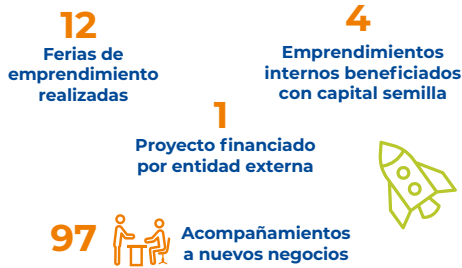 12
Ferias de
emprendimiento
realizadas
4
Emprendimientos
internos beneficiados
con capital semilla
1
Proyecto financiado
por entidad externa
97
Acompañamientos
a nuevos negocios